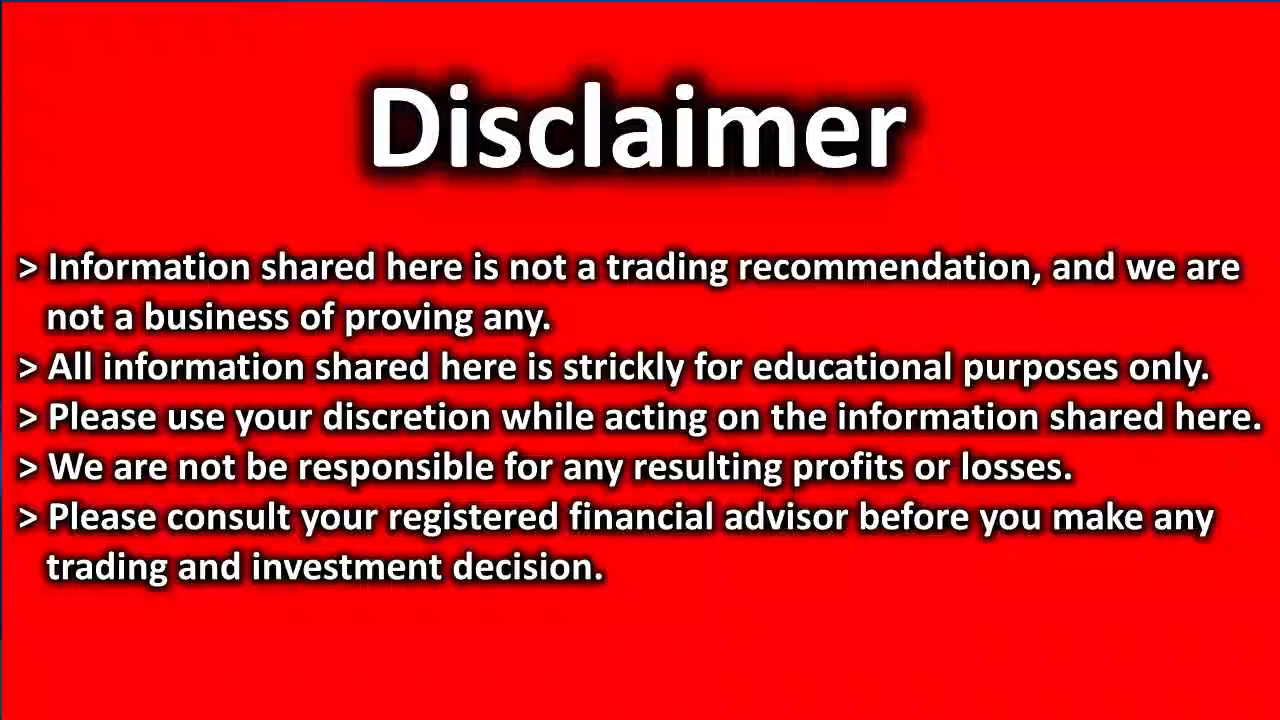 Disclaimer
> Information shared here is not a trading recommendation, and we are
not a business of proving any.
> All information shared here is strickly for educational purposes only.
> Please use your discretion while acting on the information shared here.
> We are not be responsible for any resulting profits or losses.
> Please consult your registered financial advisor before you make any
trading and investment decision.